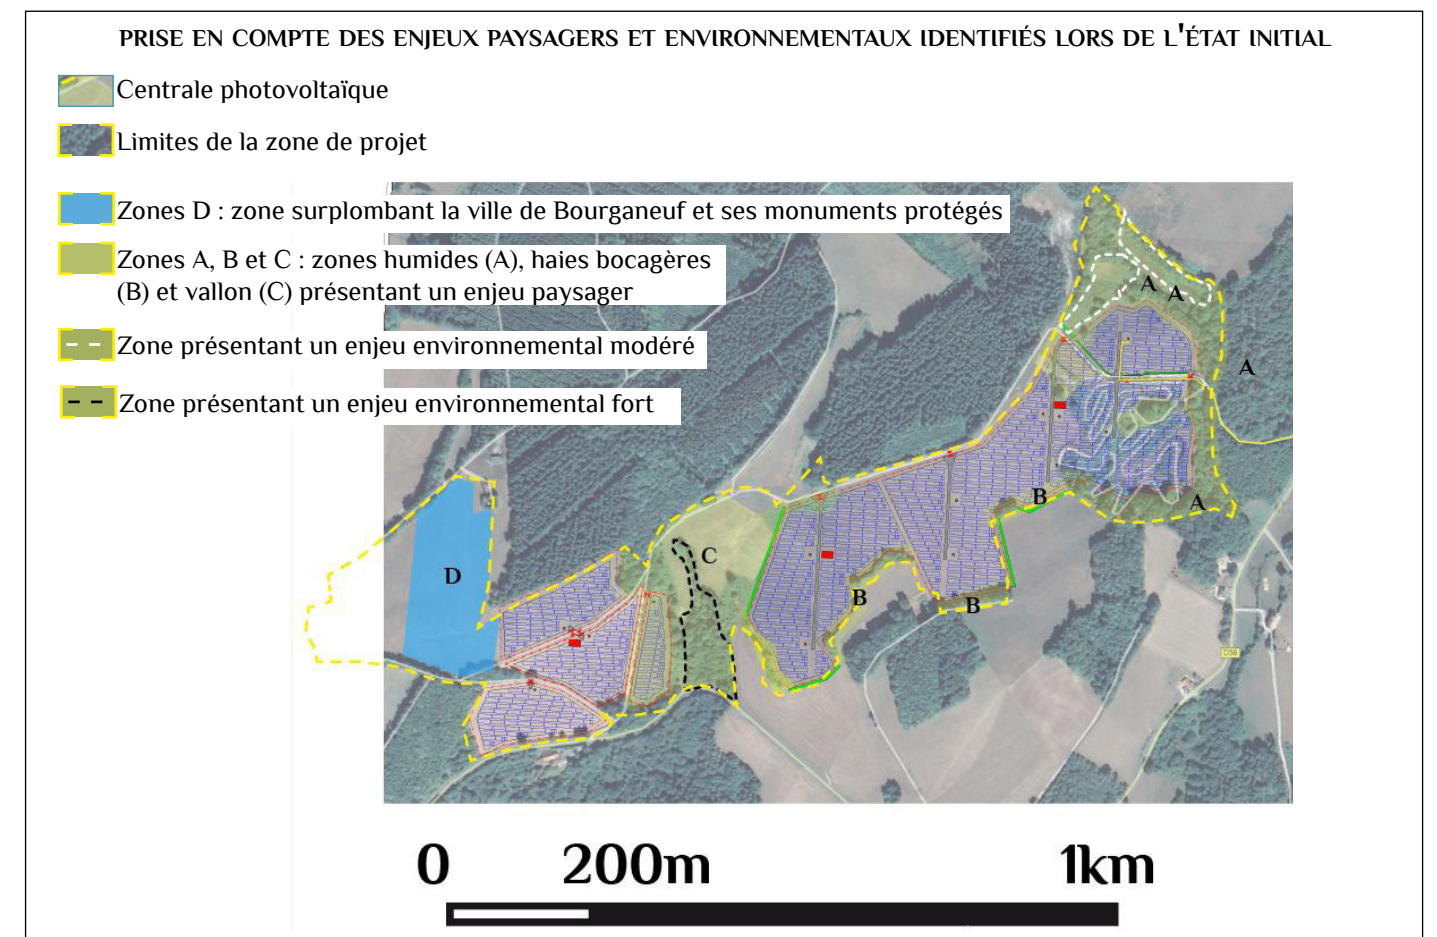 PRISE EN COMPTE DES ENJEUX PAYSAGERS ET ENVIRONNEMENTAUX IDENTIFIÉS LORS DE L'ÉTAT INITIAL
Centrale photovoltaïque
Limites de la zone de projet
Zones D : zone surplombant la ville de Bourganeuf et ses monuments protégés
Zones A, B et C : zones humides (A), haies bocagères
(B) et vallon (C) présentant un enjeu paysager
Zone présentant un enjeu environnemental modéré
Zone présentant un enjeu environnemental fort
A
A
A
B
A
C
D
B
B
D36
0 200m 1km